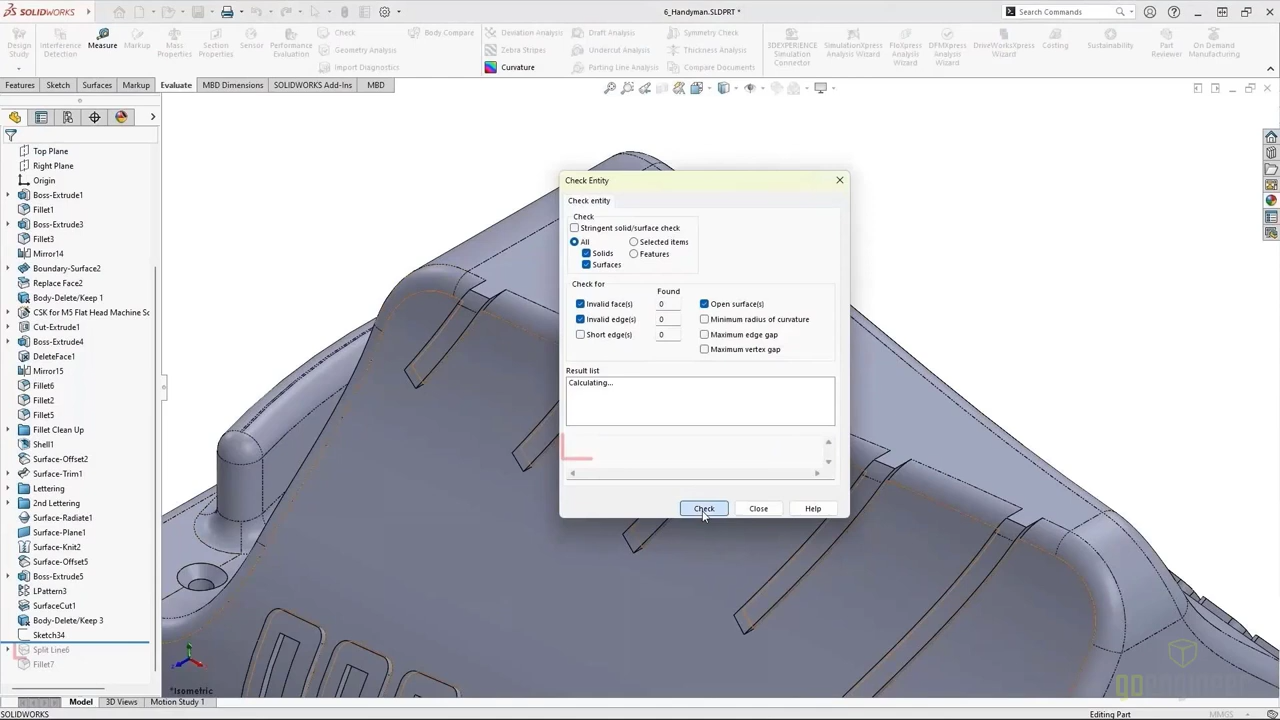 SOLIDWORKS
6_Handyman.SLDPRT *
Search Commands
Design Study
Interference Detection
Measure
Markup
Mass Properties
Section Properties
Sensor
Performance Evaluation
Check
Geometry Analysis
Import Diagnostics
Body Compare
Deviation Analysis
Zebra Stripes
Curvature
Draft Analysis
Undercut Analysis
Parting Line Analysis
Symmetry Check
Thickness Analysis
Compare Documents
3DEXPERIENCE Simulation Connector
SimulationXpress Analysis Wizard
FloXpress Analysis Wizard
DFMXpress Analysis Wizard
DriveWorksXpress Wizard
Costing
Sustainability
Part Reviewer
On Demand Manufacturing
Features
Sketch
Surfaces
Markup
Evaluate
MBD Dimensions
SOLIDWORKS Add-Ins
MBD
Top Plane
Right Plane
Origin
Boss-Extrude1
Fillet1
Boss-Extrude3
Fillet3
Mirror14
Boundary-Surface2
Replace Face2
Body-Delete/Keep 1
CSK for M5 Flat Head Machine Sc
Cut-Extrude1
Boss-Extrude4
DeleteFace1
Mirror15
Fillet6
Fillet2
Fillet5
Fillet Clean Up
Shell1
Surface-Offset2
Surface-Trim1
Lettering
2nd Lettering
Surface-Radiate1
Surface-Plane1
Surface-Knit2
Surface-Offset5
Boss-Extrude5
LPattern3
SurfaceCut1
Body-Delete/Keep 3
Sketch34
Split Line6
Fillet7
Check Entity
Check entity
Check
Stringent solid/surface check
All
Selected items
Solids
Features
Surfaces
Check for
Found
Invalid face(s)
0
Open surface(s)
Invalid edge(s)
0
Minimum radius of curvature
Short edge(s)
0
Maximum edge gap
Maximum vertex gap
Result list
Calculating...
Check
Close
Help
*Isometric
goengineer
Model
3D Views
Motion Study 1
SOLIDWORKS
Editing Part
MMGS